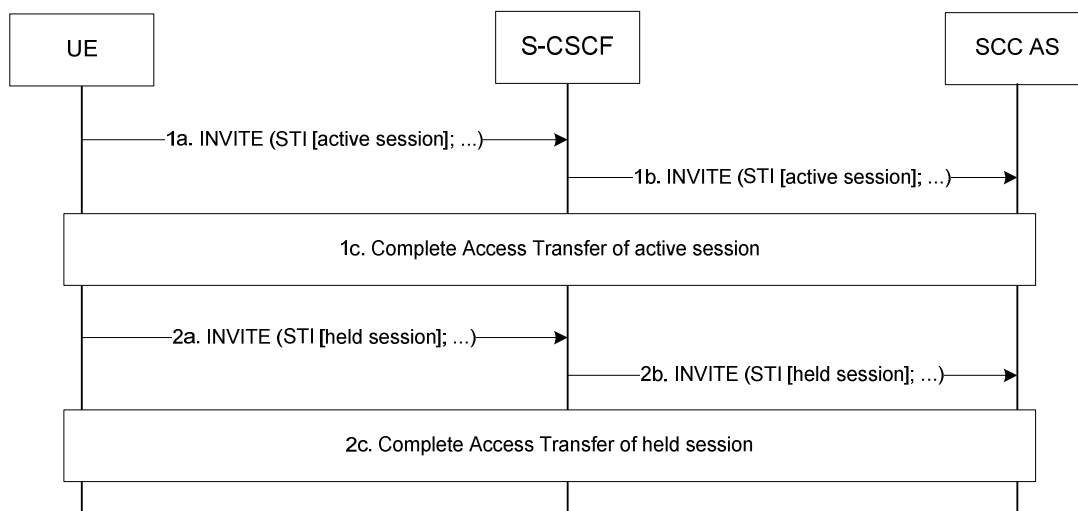 UE
S-CSCF
SCC AS
1a. INVITE (STI [active session]; ...)
1b. INVITE (STI [active session]; ...)
1c. Complete Access Transfer of active session
2a. INVITE (STI [held session]; ...)
2b. INVITE (STI [held session]; ...)
2c. Complete Access Transfer of held session